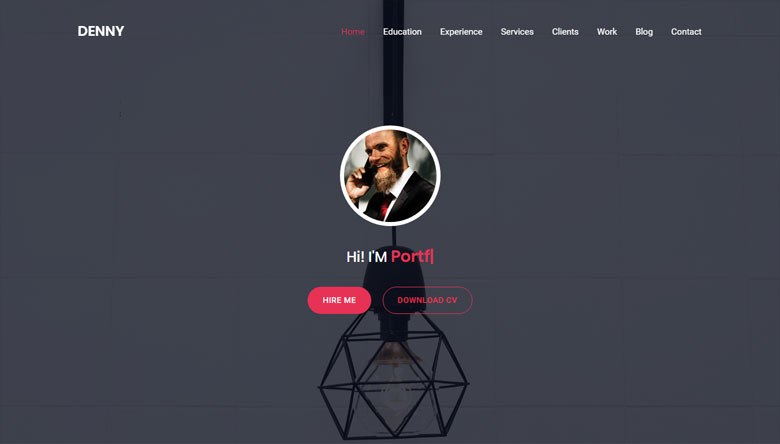 DENNY
Home Education Experience Services Clients Work Blog Contact
Hi! I'M Portf|
HIRE ME
DOWNLOAD CV